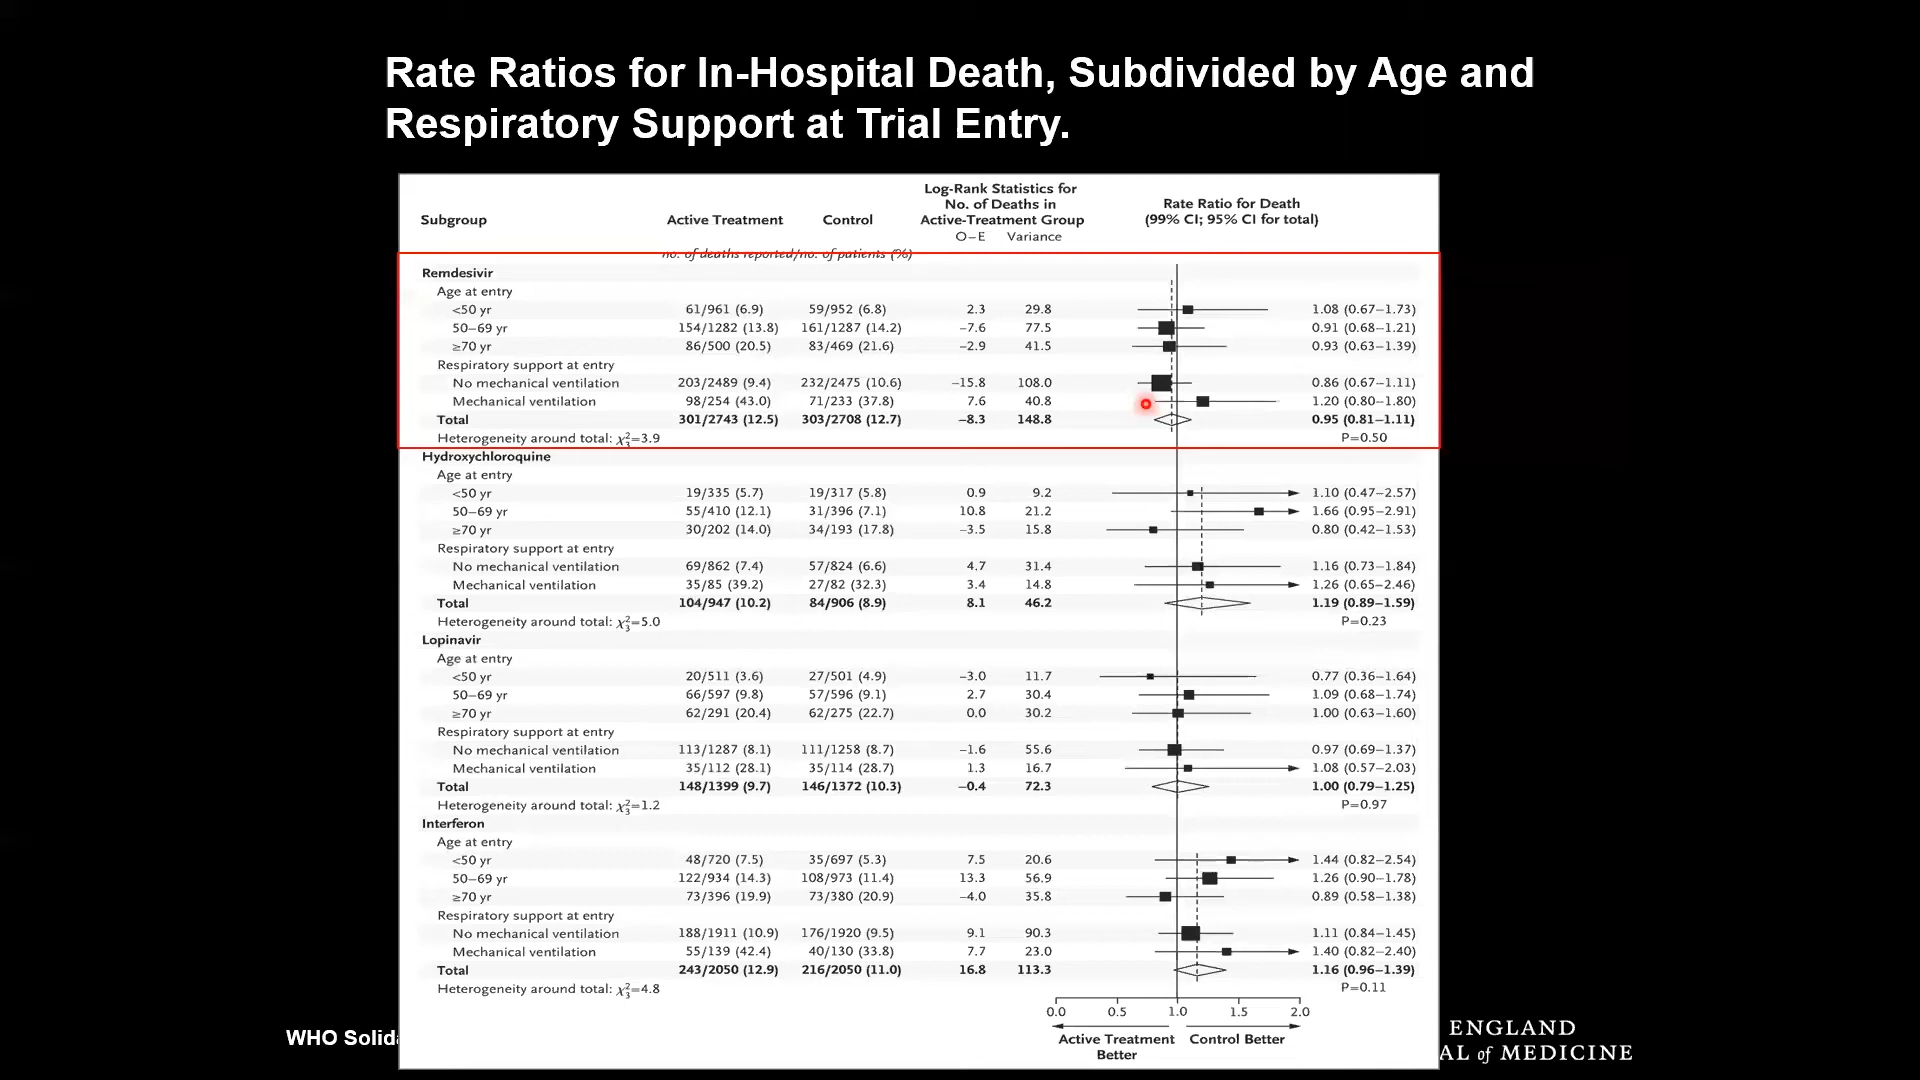 Rate Ratios for In-Hospital Death, Subdivided by Age and
Respiratory Support at Trial Entry.
Log-Rank Statistics for
No. of Deaths in
Active-Treatment Group
Rate Ratio for Death
(99% CI; 95% CI for total)
Subgroup Active Treatment Control
O–E Variance
no. of deaths reported/no. of patients (%)
Remdesivir
Age at entry
<50 yr 61/961 (6.9) 59/952 (6.8) 2.3 29.8 1.08 (0.67–1.73)
50–69 yr 154/1282 (13.8) 161/1287 (14.2) –7.6 77.5 0.91 (0.68–1.21)
≥70 yr 86/500 (20.5) 83/469 (21.6) –2.9 41.5 0.93 (0.63–1.39)
Respiratory support at entry
No mechanical ventilation 203/2489 (9.4) 232/2475 (10.6) –15.8 108.0 0.86 (0.67–1.11)
Mechanical ventilation 98/254 (43.0) 71/233 (37.8) 7.6 40.8 1.20 (0.80–1.80)
Total 301/2743 (12.5) 303/2708 (12.7) –8.3 148.8 0.95 (0.81–1.11)
Heterogeneity around total: χ²₃=3.9 P=0.50
Hydroxychloroquine
Age at entry
<50 yr 19/335 (5.7) 19/317 (5.8) 0.9 9.2 1.10 (0.47–2.57)
50–69 yr 55/410 (12.1) 31/396 (7.1) 10.8 21.2 1.66 (0.95–2.91)
≥70 yr 30/202 (14.0) 34/193 (17.8) –3.5 15.8 0.80 (0.42–1.53)
Respiratory support at entry
No mechanical ventilation 69/862 (7.4) 57/824 (6.6) 4.7 31.4 1.16 (0.73–1.84)
Mechanical ventilation 35/85 (39.2) 27/82 (32.3) 3.4 14.8 1.26 (0.65–2.46)
Total 104/947 (10.2) 84/906 (8.9) 8.1 46.2 1.19 (0.89–1.59)
Heterogeneity around total: χ²₃=5.0 P=0.23
Lopinavir
Age at entry
<50 yr 20/511 (3.6) 27/501 (4.9) –3.0 11.7 0.77 (0.36–1.64)
50–69 yr 66/597 (9.8) 57/596 (9.1) 2.7 30.4 1.09 (0.68–1.74)
≥70 yr 62/291 (20.4) 62/275 (22.7) 0.0 30.2 1.00 (0.63–1.60)
Respiratory support at entry
No mechanical ventilation 113/1287 (8.1) 111/1258 (8.7) –1.6 55.6 0.97 (0.69–1.37)
Mechanical ventilation 35/112 (28.1) 35/114 (28.7) 1.3 16.7 1.08 (0.57–2.03)
Total 148/1399 (9.7) 146/1372 (10.3) –0.4 72.3 1.00 (0.79–1.25)
Heterogeneity around total: χ²₃=1.2 P=0.97
Interferon
Age at entry
<50 yr 48/720 (7.5) 35/697 (5.3) 7.5 20.6 1.44 (0.82–2.54)
50–69 yr 122/934 (14.3) 108/973 (11.4) 13.3 56.9 1.26 (0.90–1.78)
≥70 yr 73/396 (19.9) 73/380 (20.9) –4.0 35.8 0.89 (0.58–1.38)
Respiratory support at entry
No mechanical ventilation 188/1911 (10.9) 176/1920 (9.5) 9.1 90.3 1.11 (0.84–1.45)
Mechanical ventilation 55/139 (42.4) 40/130 (33.8) 7.7 23.0 1.40 (0.82–2.40)
Total 243/2050 (12.9) 216/2050 (11.0) 16.8 113.3 1.16 (0.96–1.39)
Heterogeneity around total: χ²₃=4.8 P=0.11
0.0 0.5 1.0 1.5 2.0
Active Treatment
Better
Control Better
WHO Solida
ENGLAND
AL of MEDICINE